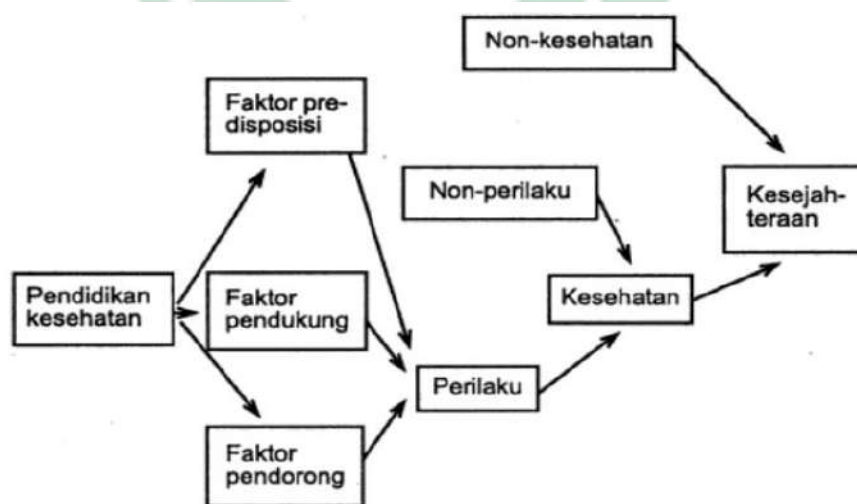 Non-kesehatan
Faktor pre-
disposisi
Non-perilaku
Kesejah-
teraan
Pendidikan
kesehatan
Faktor
pendukung
Kesehatan
Perilaku
Faktor
pendorong